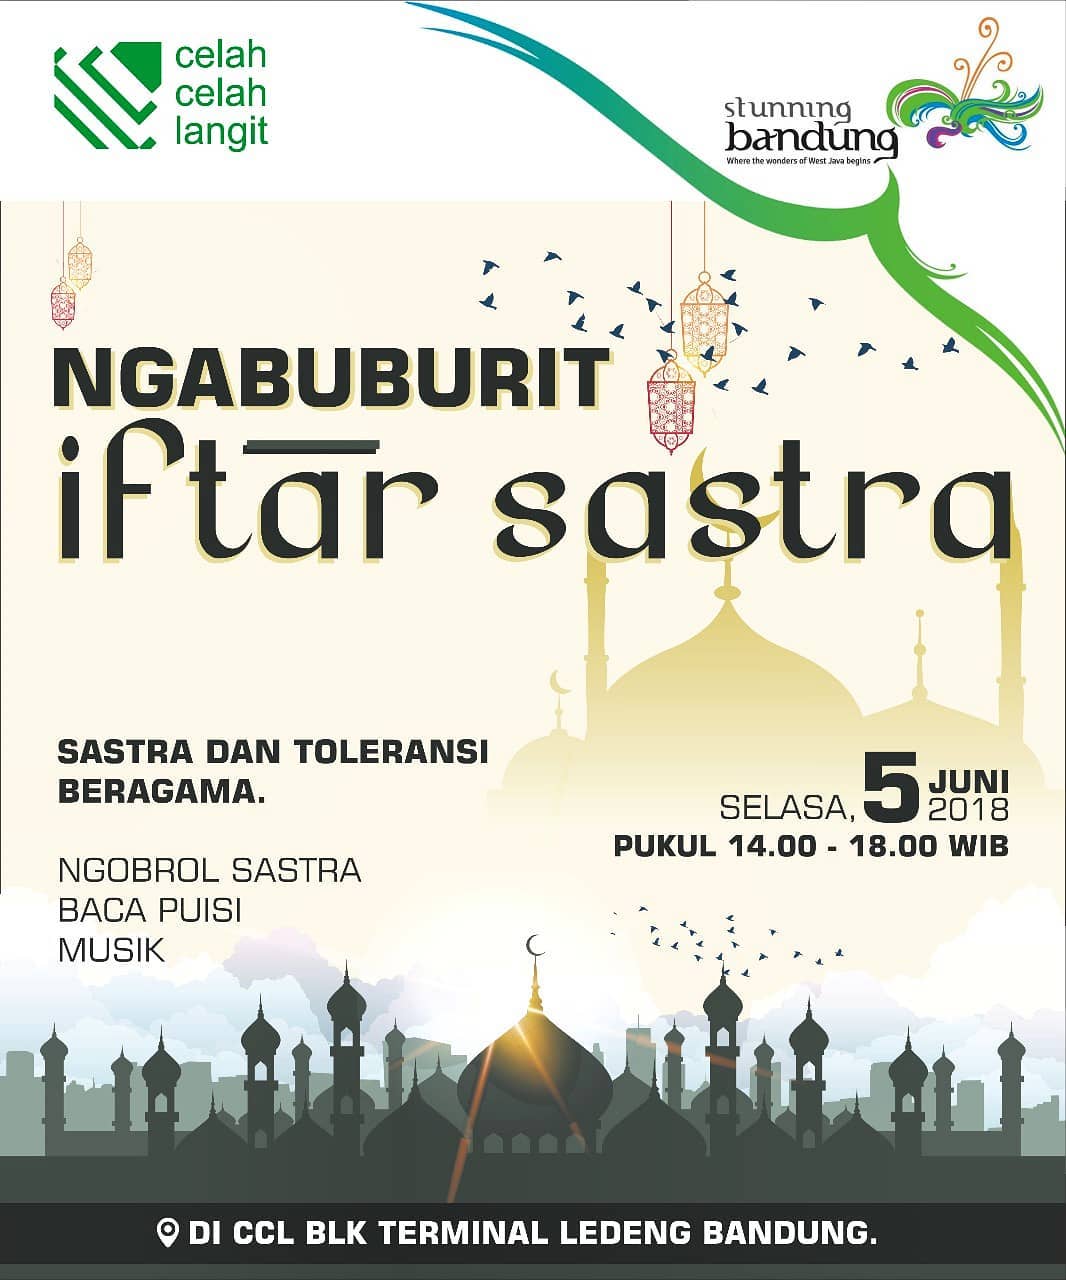 celah
celah
langit
stunning
bandung
Where the wonders of West Java begins
NGABUBURIT
iftar sastra
SASTRA DAN TOLERANSI
BERAGAMA.
NGOBROL SASTRA
BACA PUISI
MUSIK
SELASA, 5 JUNI
2018
PUKUL 14.00 - 18.00 WIB
DI CCL BLK TERMINAL LEDENG BANDUNG.